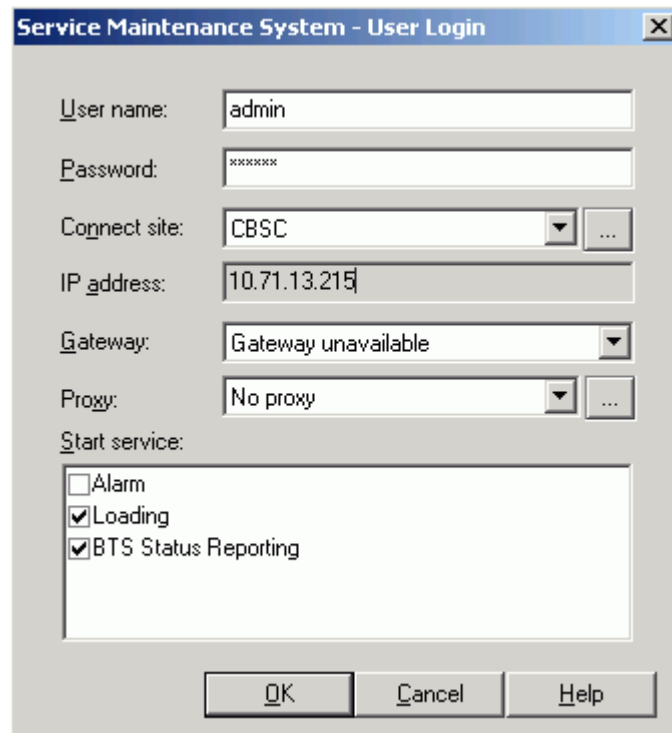 Service Maintenance System - User Login
User name: admin
Password: ******
Connect site: CBSC ...
IP address: 10.71.13.215
Gateway: Gateway unavailable
Proxy: No proxy ...
Start service:
Alarm
Loading
BTS Status Reporting
OK Cancel Help